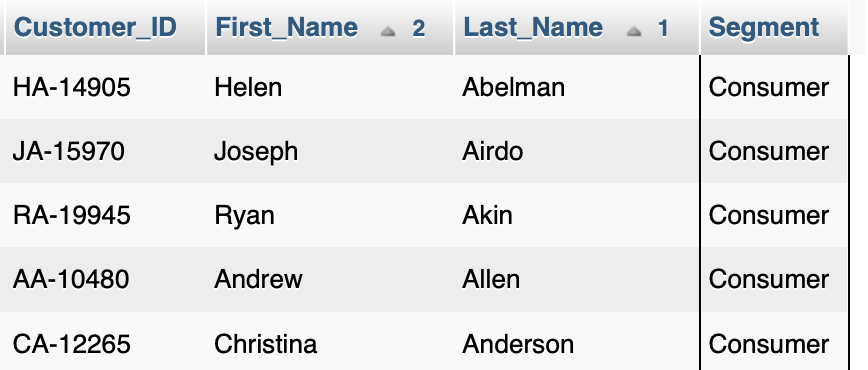 Customer_ID First_Name 2 Last_Name 1 Segment
HA-14905 Helen Abelman Consumer
JA-15970 Joseph Airdo Consumer
RA-19945 Ryan Akin Consumer
AA-10480 Andrew Allen Consumer
CA-12265 Christina Anderson Consumer